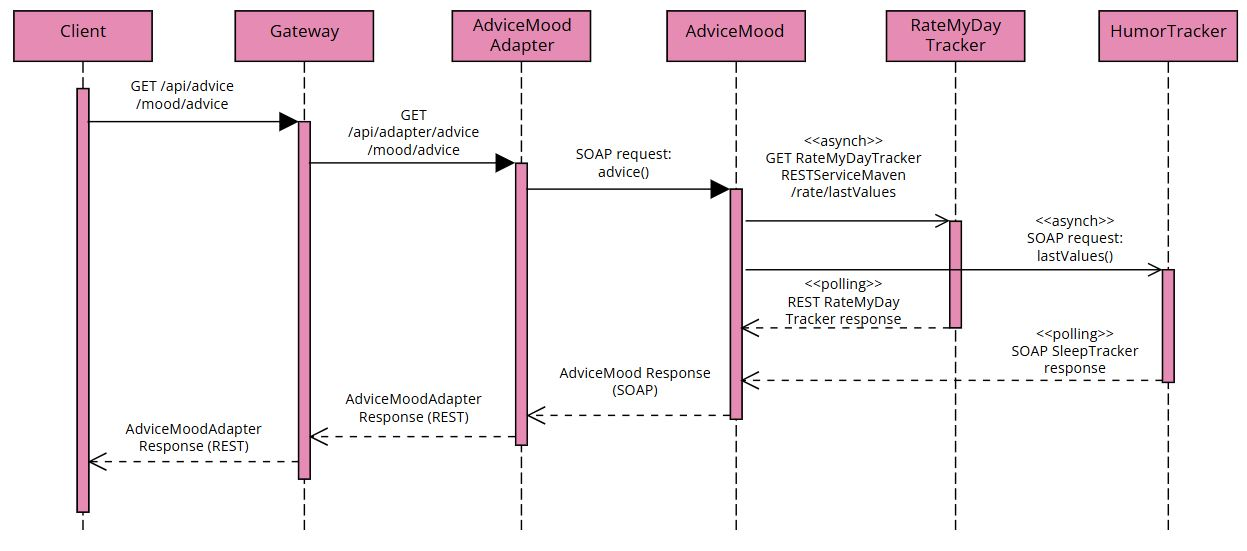 Client
Gateway
AdviceMood
Adapter
AdviceMood
RateMyDay
Tracker
HumorTracker
GET /api/advice
/mood/advice
GET
/api/adapter/advice
/mood/advice
SOAP request:
advice()
<<asynch>>
GET RateMyDayTracker
RESTServiceMaven
/rate/lastValues
<<asynch>>
SOAP request:
lastValues()
<<polling>>
REST RateMyDay
Tracker response
<<polling>>
SOAP SleepTracker
response
AdviceMood Response
(SOAP)
AdviceMoodAdapter
Response (REST)
AdviceMoodAdapter
Response (REST)